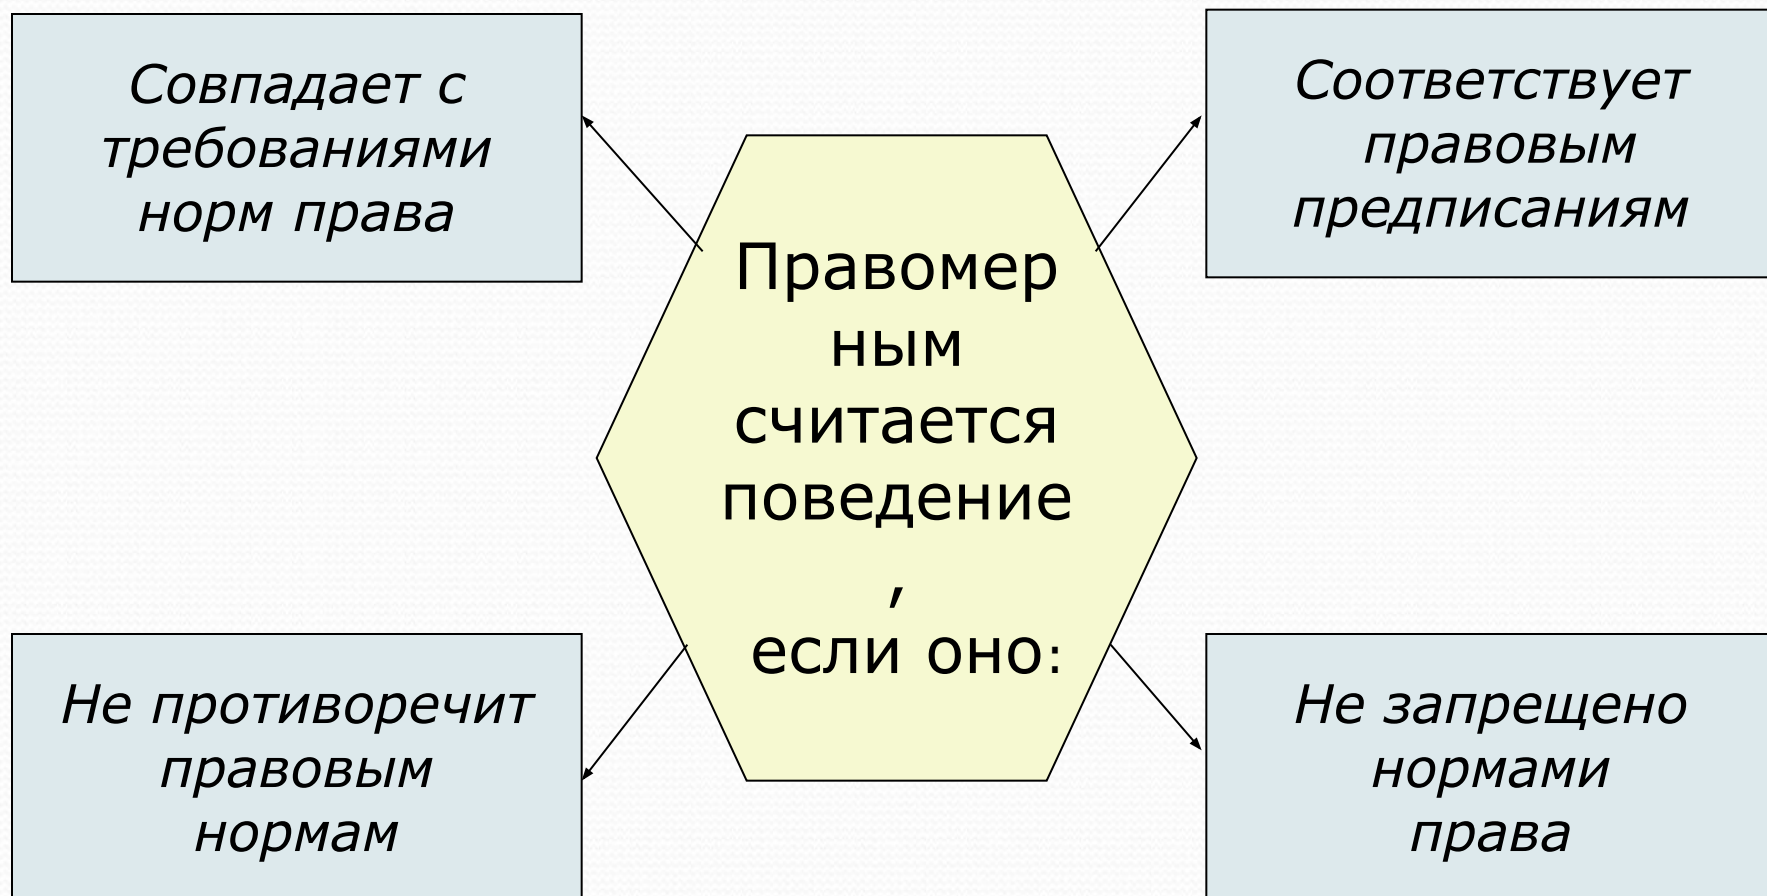 Совпадает с
требованиями
норм права
Соответствует
правовым
предписаниям
Правомер
ным
считается
поведение
,
если оно:
Не противоречит
правовым
нормам
Не запрещено
нормами
права